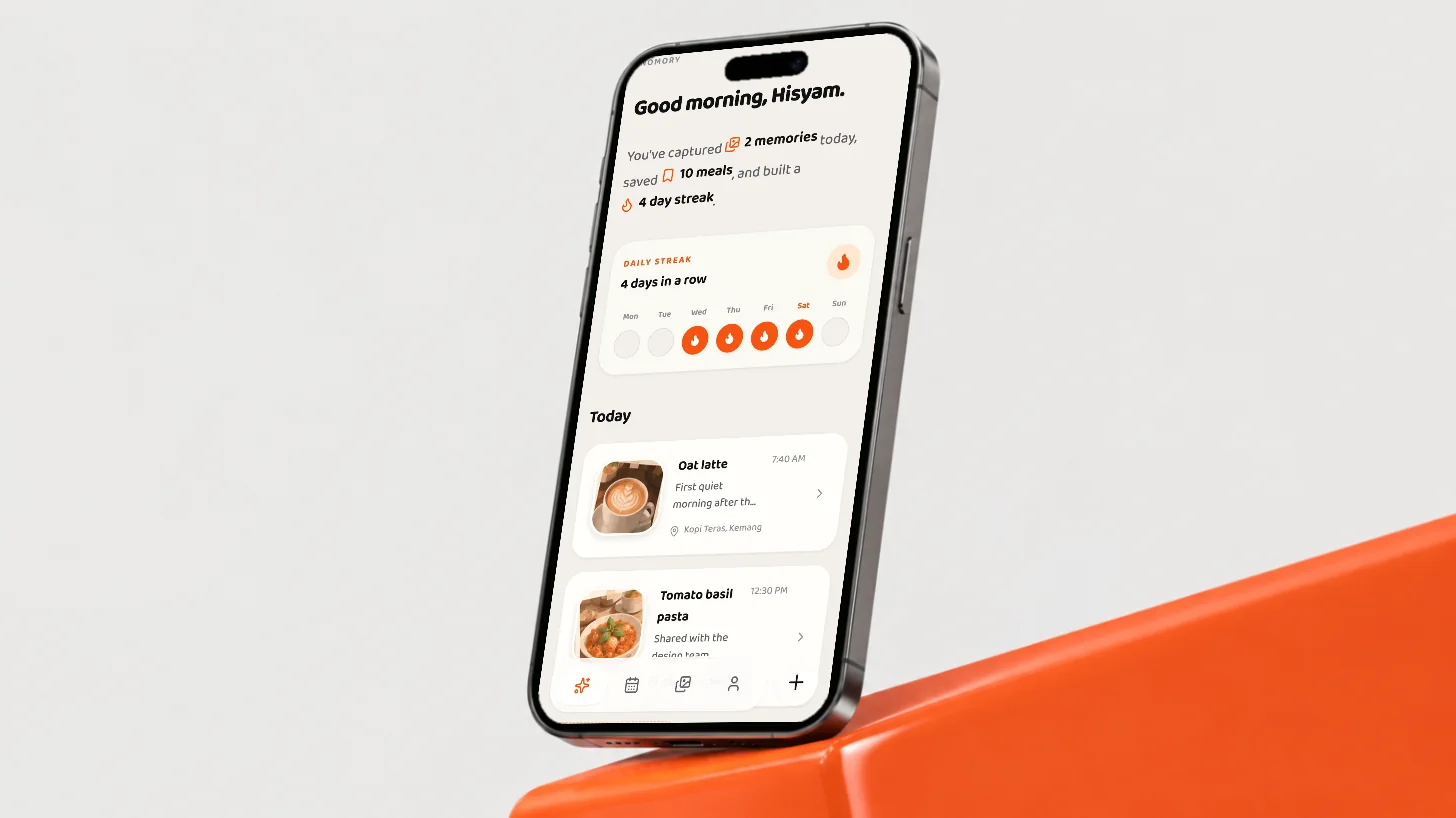 Good morning, Hisyam.
You've captured 2 memories today,
saved 10 meals, and built a
4 day streak.
DAILY STREAK
4 days in a row
Mon Tue Wed Thu Fri Sat Sun
Today
Oat latte 7:40 AM
First quiet
morning after th...
Kopi Teras, Kemang
Tomato basil 12:30 PM
pasta
Shared with the
design team